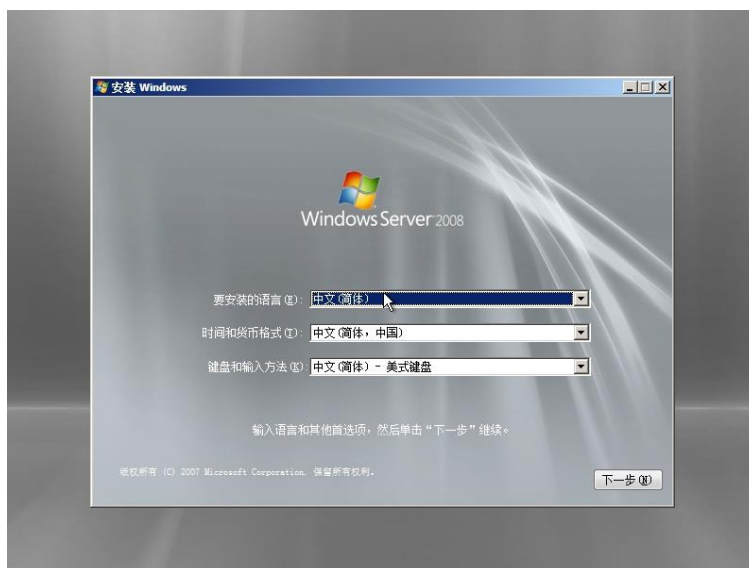 安装 Windows
Windows Server 2008
要安装的语言(E): 中文(简体)
时间和货币格式(T): 中文(简体，中国)
键盘和输入方法(K): 中文(简体) - 美式键盘
输入语言和其他首选项，然后单击“下一步”继续。
版权所有 (C) 2007 Microsoft Corporation. 保留所有权利。
下一步(N)